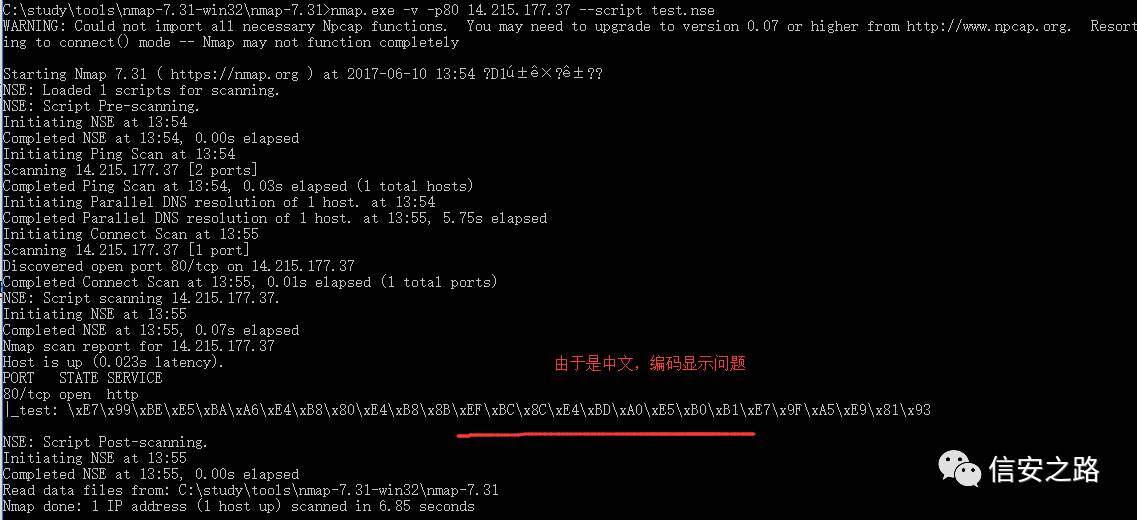 C:\study\tools\nmap-7.31-win32\nmap-7.31>nmap.exe -v -p80 14.215.177.37 --script test.nse
WARNING: Could not import all necessary Npcap functions.  You may need to upgrade to version 0.07 or higher from http://www.npcap.org.  Resort
ing to connect() mode -- Nmap may not function completely
Starting Nmap 7.31 ( https://nmap.org ) at 2017-06-10 13:54 ?D1ú±ê×?ê±??
NSE: Loaded 1 scripts for scanning.
NSE: Script Pre-scanning.
Initiating NSE at 13:54
Completed NSE at 13:54, 0.00s elapsed
Initiating Ping Scan at 13:54
Scanning 14.215.177.37 [2 ports]
Completed Ping Scan at 13:54, 0.03s elapsed (1 total hosts)
Initiating Parallel DNS resolution of 1 host. at 13:54
Completed Parallel DNS resolution of 1 host. at 13:55, 5.75s elapsed
Initiating Connect Scan at 13:55
Scanning 14.215.177.37 [1 port]
Discovered open port 80/tcp on 14.215.177.37
Completed Connect Scan at 13:55, 0.01s elapsed (1 total ports)
NSE: Script scanning 14.215.177.37.
Initiating NSE at 13:55
Completed NSE at 13:55, 0.07s elapsed
Nmap scan report for 14.215.177.37
Host is up (0.023s latency).
由于是中文，编码显示问题
PORT   STATE SERVICE
80/tcp open  http
|_test: \xE7\x99\xBE\xE5\xBA\xA6\xE4\xB8\x80\xE4\xB8\x8B\xEF\xBC\x8C\xE4\xBD\xA0\xE5\xB0\xB1\xE7\x9F\xA5\xE9\x81\x93
NSE: Script Post-scanning.
Initiating NSE at 13:55
Completed NSE at 13:55, 0.00s elapsed
Read data files from: C:\study\tools\nmap-7.31-win32\nmap-7.31
Nmap done: 1 IP address (1 host up) scanned in 6.85 seconds
信安之路